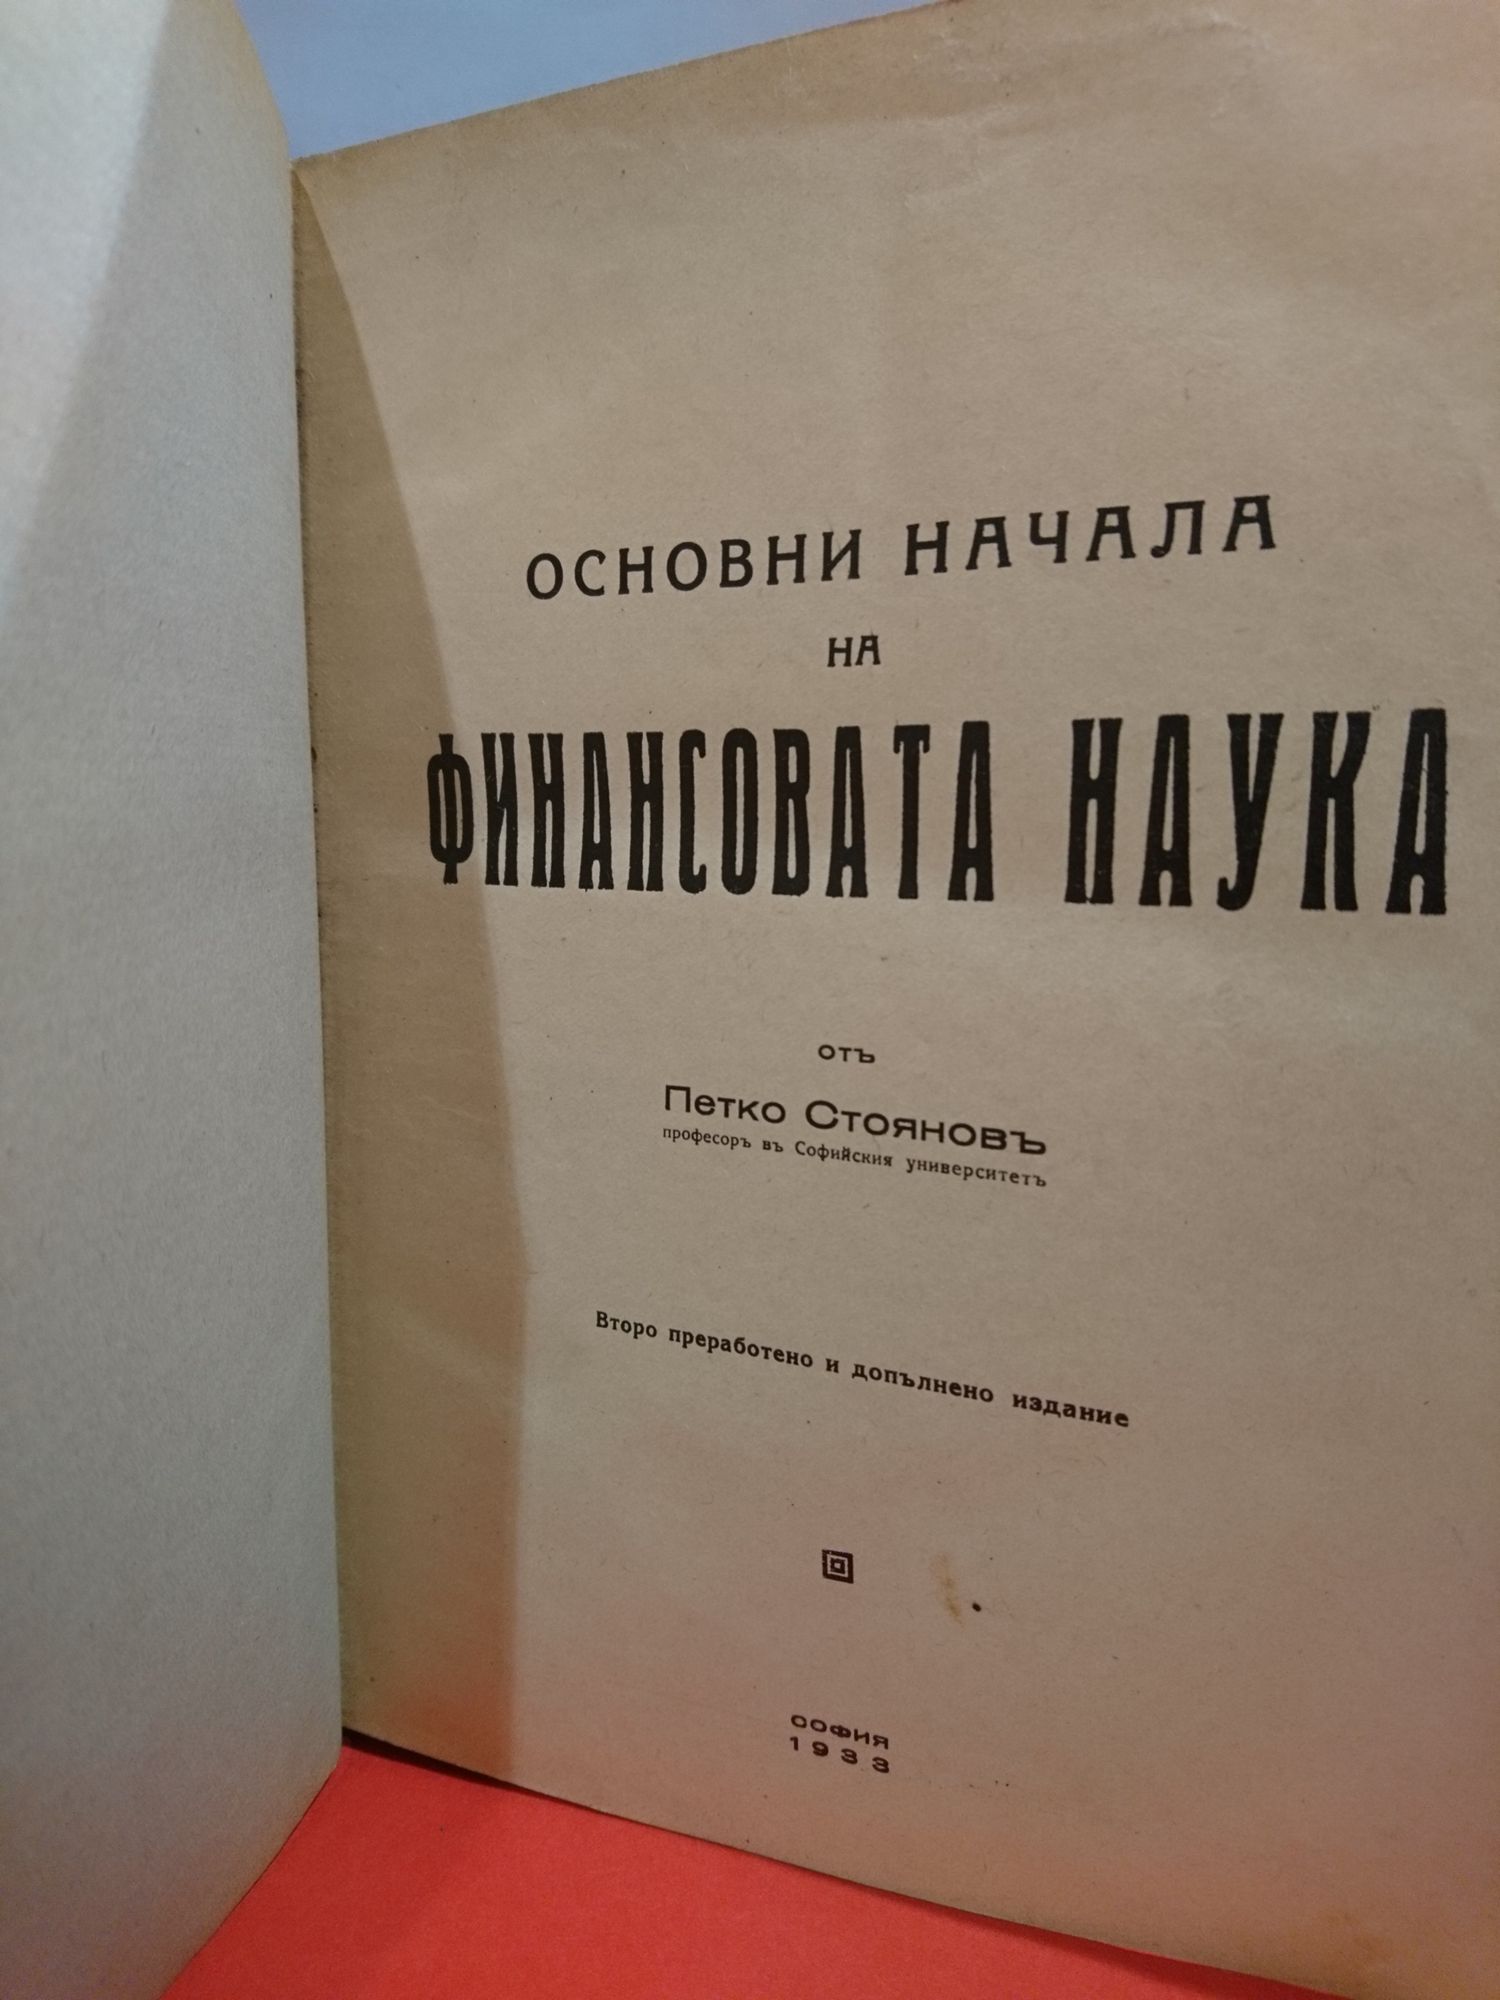 ОСНОВНИ НАЧАЛА
НА
ФИНАНСОВАТА НАУКА
отъ
Петко Стояновъ
професоръ въ Софийския университетъ
Второ преработено и допълнено издание
СОФИЯ
1933